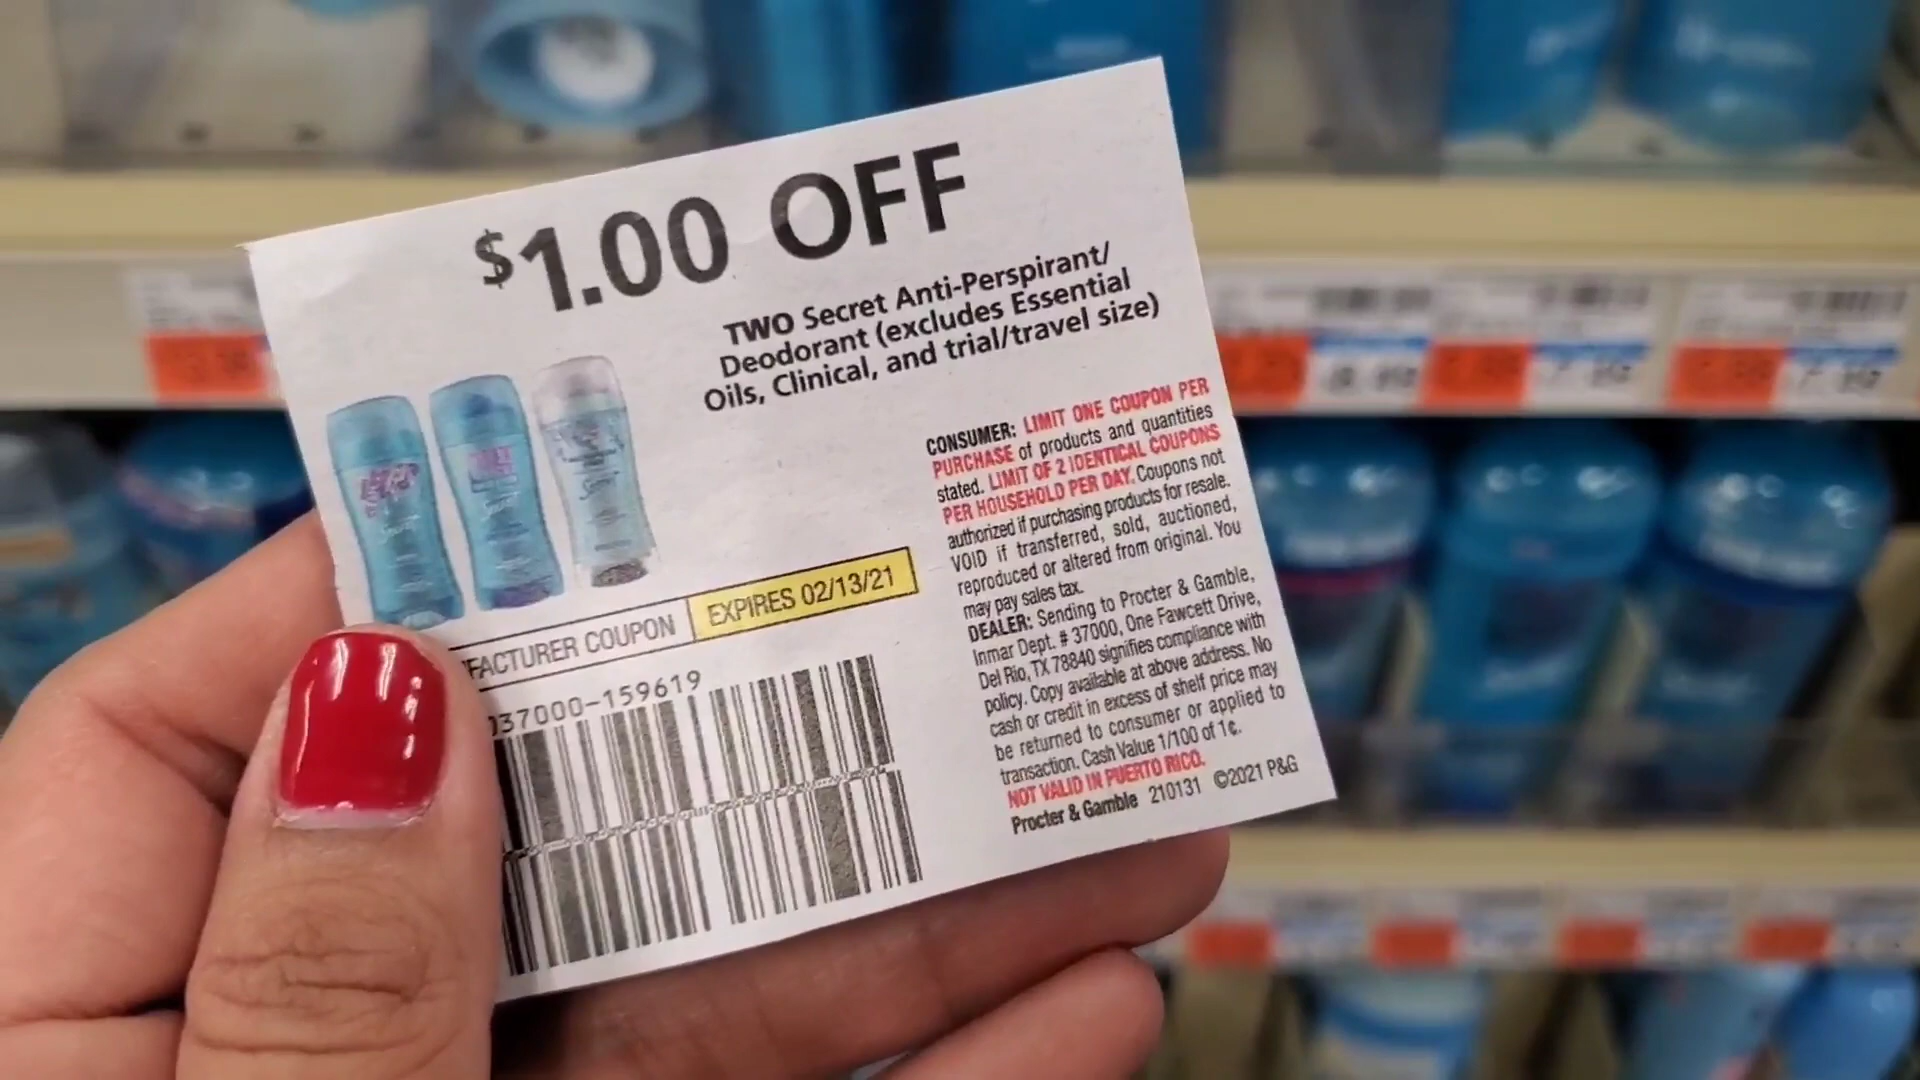 $1.00 OFF
TWO Secret Anti-Perspirant/
Deodorant (excludes Essential
Oils, Clinical, and trial/travel size)
FACTURER COUPON
EXPIRES 02/13/21
037000-159619
CONSUMER: LIMIT ONE COUPON PER
PURCHASE of products and quantities
stated. LIMIT OF 2 IDENTICAL COUPONS
PER HOUSEHOLD PER DAY. Coupons not
authorized if purchasing products for resale.
VOID if transferred, sold, auctioned,
reproduced or altered from original. You
may pay sales tax.
DEALER: Sending to Procter & Gamble,
Inmar Dept. # 37000, One Fawcett Drive,
Del Rio, TX 78840 signifies compliance with
policy. Copy available at above address. No
cash or credit in excess of shelf price may
be returned to consumer or applied to
transaction. Cash Value 1/100 of 1¢.
NOT VALID IN PUERTO RICO.
Procter & Gamble 210131 ©2021 P&G